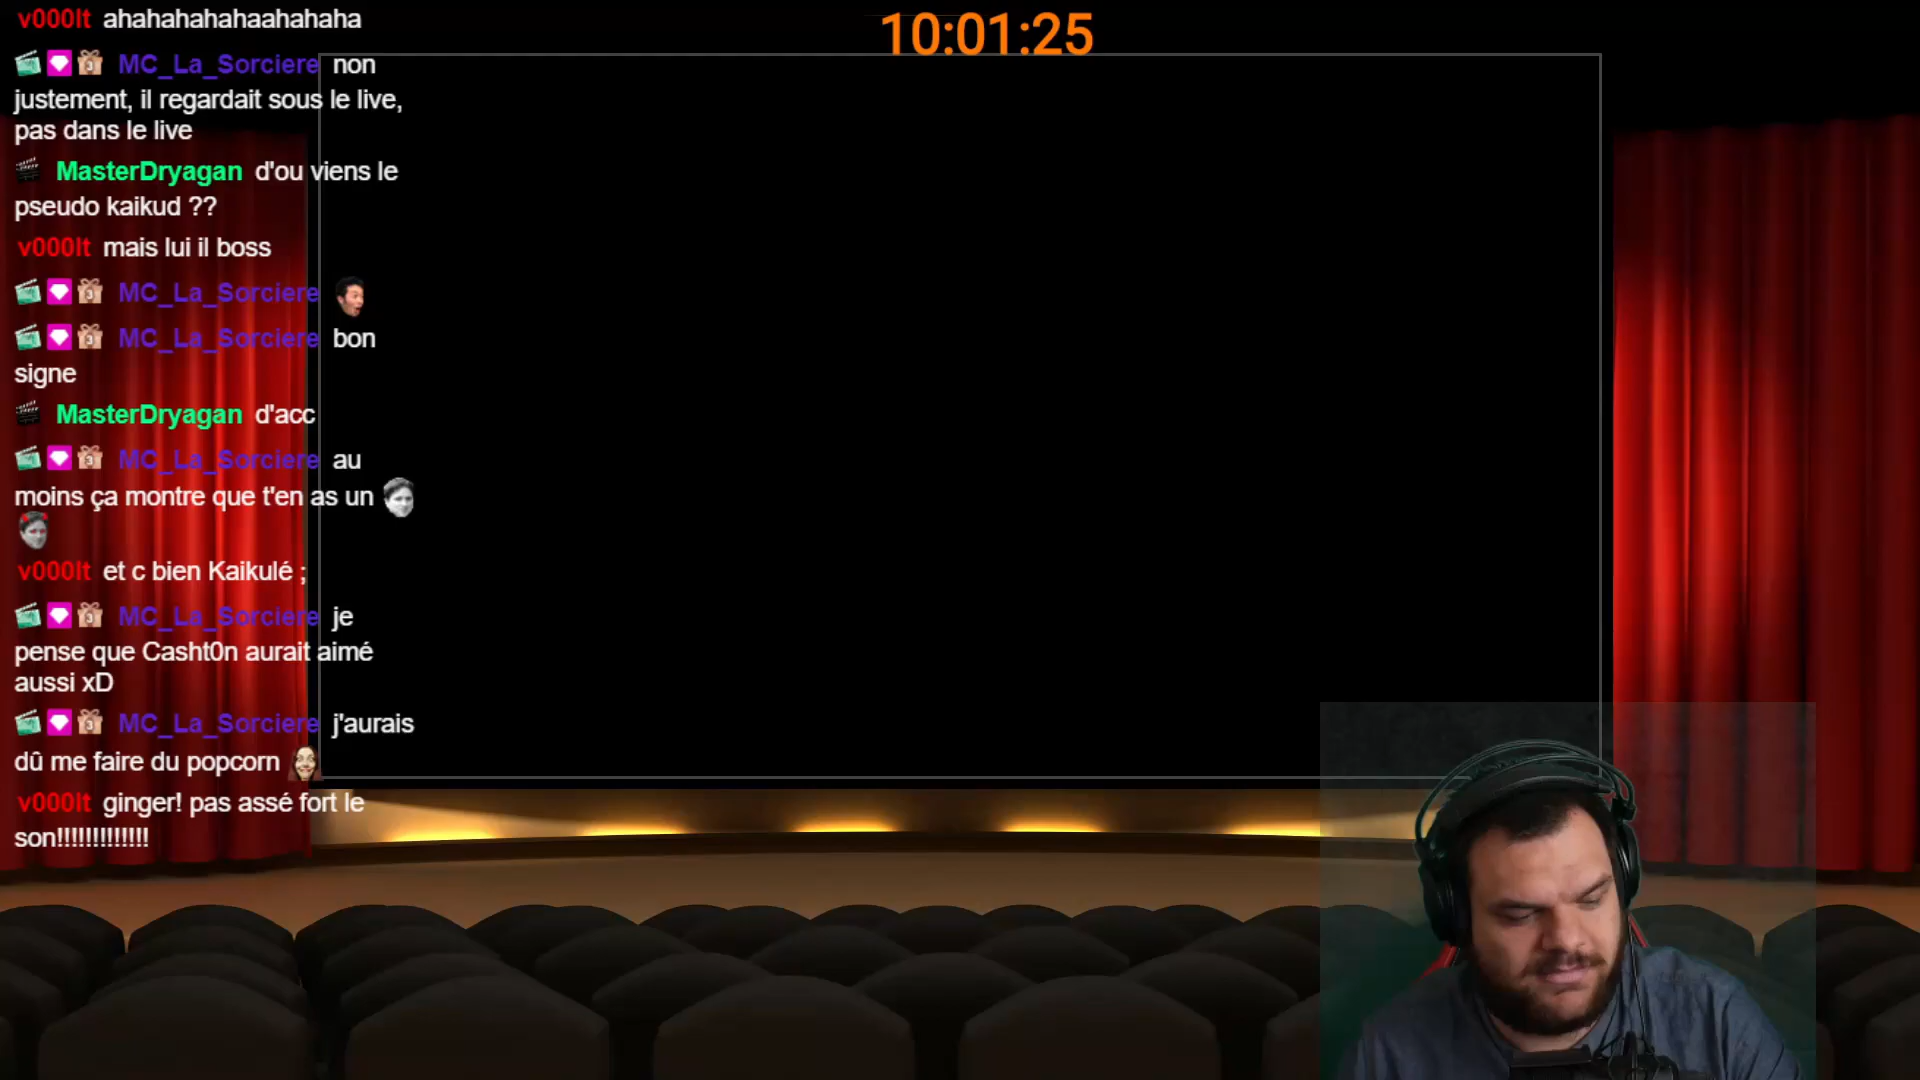 10:01:25
v000lt ahahahahahaahahaha
MC_La_Sorciere non
justement, il regardait sous le live,
pas dans le live
MasterDryagan d'ou viens le
pseudo kaikud ??
v000lt mais lui il boss
MC_La_Sorciere
MC_La_Sorciere bon
signe
MasterDryagan d'acc
MC_La_Sorciere au
moins ça montre que t'en as un
v000lt et c bien Kaikulé ;
MC_La_Sorciere je
pense que Casht0n aurait aimé
aussi xD
MC_La_Sorciere j'aurais
dû me faire du popcorn
v000lt ginger! pas assé fort le
son!!!!!!!!!!!!!